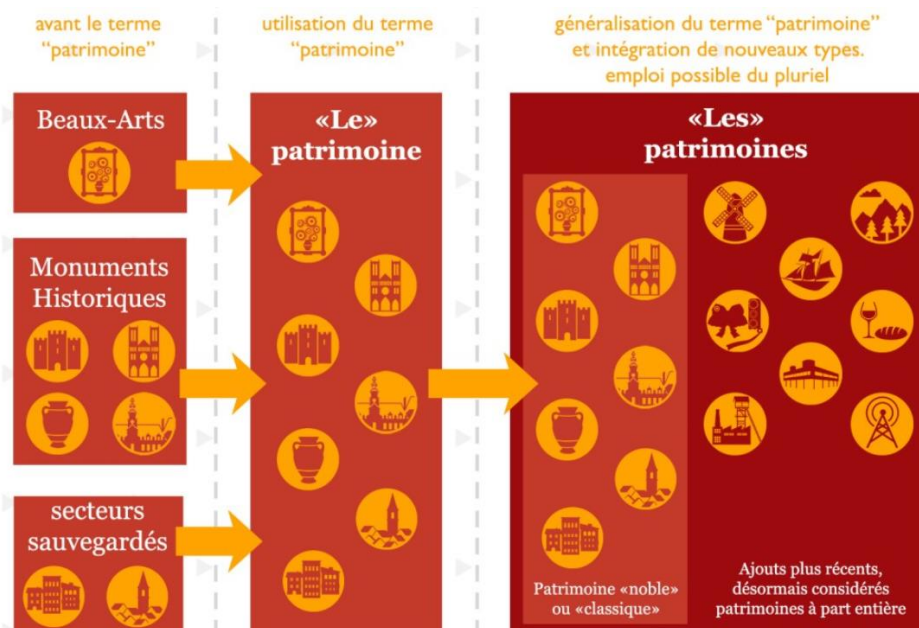 avant le terme
“patrimoine”
utilisation du terme
“patrimoine”
généralisation du terme “patrimoine”
et intégration de nouveaux types.
emploi possible du pluriel
Beaux-Arts
Monuments
Historiques
secteurs
sauvegardés
«Le»
patrimoine
«Les»
patrimoines
Patrimoine «noble»
ou «classique»
Ajouts plus récents,
désormais considérés
patrimoines à part entière